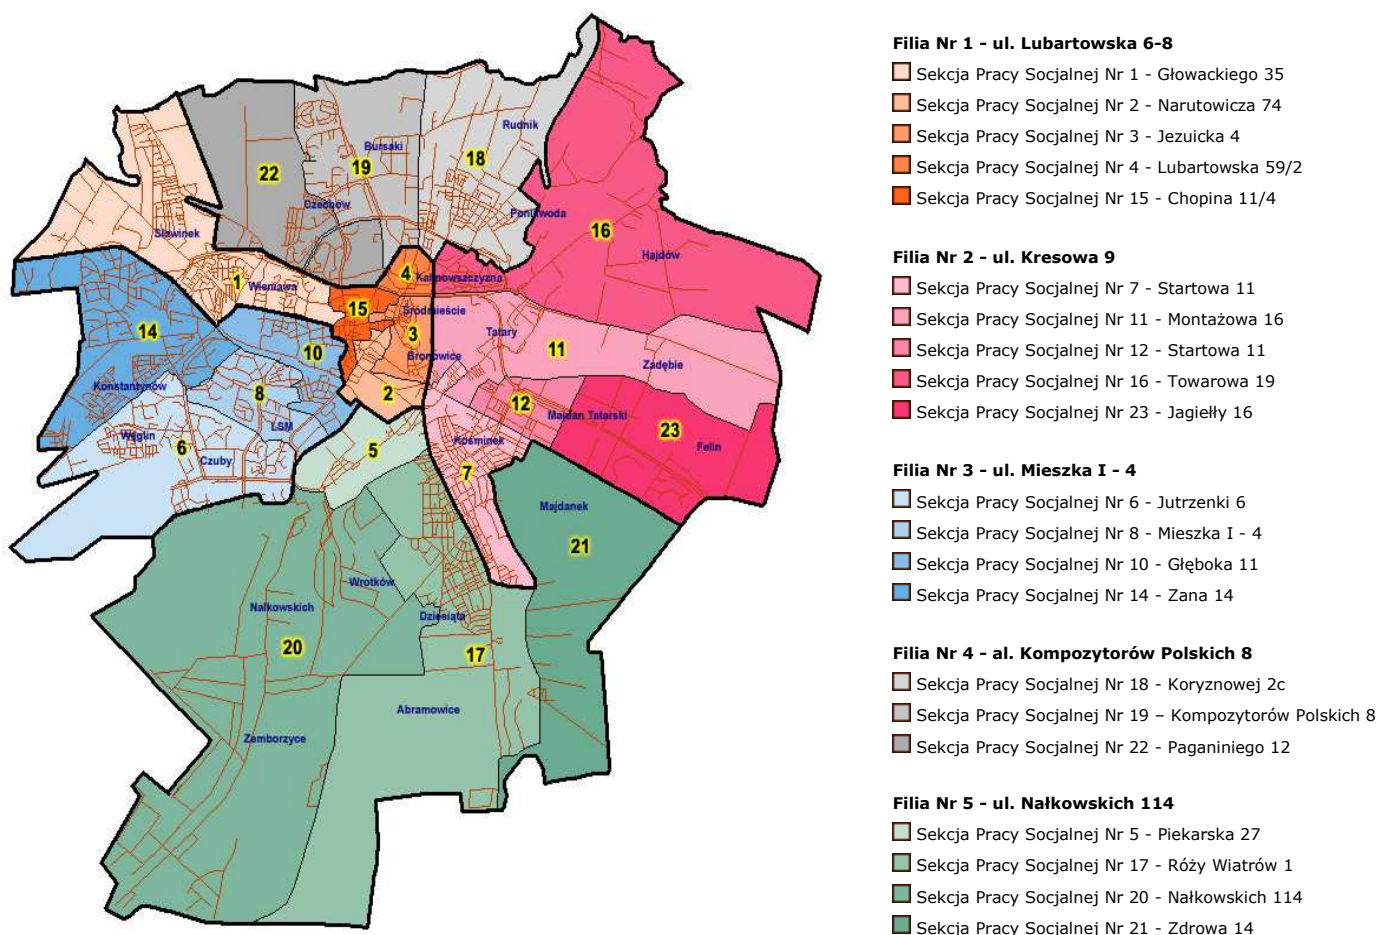 Filia Nr 1 - ul. Lubartowska 6-8
Sekcja Pracy Socjalnej Nr 1 - Głowackiego 35
Sekcja Pracy Socjalnej Nr 2 - Narutowicza 74
Sekcja Pracy Socjalnej Nr 3 - Jezuicka 4
Sekcja Pracy Socjalnej Nr 4 - Lubartowska 59/2
Sekcja Pracy Socjalnej Nr 15 - Chopina 11/4
Filia Nr 2 - ul. Kresowa 9
Sekcja Pracy Socjalnej Nr 7 - Startowa 11
Sekcja Pracy Socjalnej Nr 11 - Montażowa 16
Sekcja Pracy Socjalnej Nr 12 - Startowa 11
Sekcja Pracy Socjalnej Nr 16 - Towarowa 19
Sekcja Pracy Socjalnej Nr 23 - Jagiełły 16
Filia Nr 3 - ul. Mieszka I - 4
Sekcja Pracy Socjalnej Nr 6 - Jutrzenki 6
Sekcja Pracy Socjalnej Nr 8 - Mieszka I - 4
Sekcja Pracy Socjalnej Nr 10 - Głęboka 11
Sekcja Pracy Socjalnej Nr 14 - Zana 14
Filia Nr 4 - al. Kompozytorów Polskich 8
Sekcja Pracy Socjalnej Nr 18 - Koryznowej 2c
Sekcja Pracy Socjalnej Nr 19 – Kompozytorów Polskich 8
Sekcja Pracy Socjalnej Nr 22 - Paganiniego 12
Filia Nr 5 - ul. Nałkowskich 114
Sekcja Pracy Socjalnej Nr 5 - Piekarska 27
Sekcja Pracy Socjalnej Nr 17 - Róży Wiatrów 1
Sekcja Pracy Socjalnej Nr 20 - Nałkowskich 114
Sekcja Pracy Socjalnej Nr 21 - Zdrowa 14
Rudnik
Bursaki
18
19
22
Czechów
Ponikwoda
Sławinek
16
Hajdów
4
Kalinowszczyzna
1
Wieniawa
15
Śródmieście
14
3
Tatary
10
Bronowice
11
Zadębie
Konstantynów
8
2
12
Majdan Tatarski
LSM
23
Węglin
6
Czuby
5
Kośminek
Felin
7
Majdanek
21
Wrotków
Nałkowskich
Dziesiąta
20
17
Abramowice
Zemborzyce